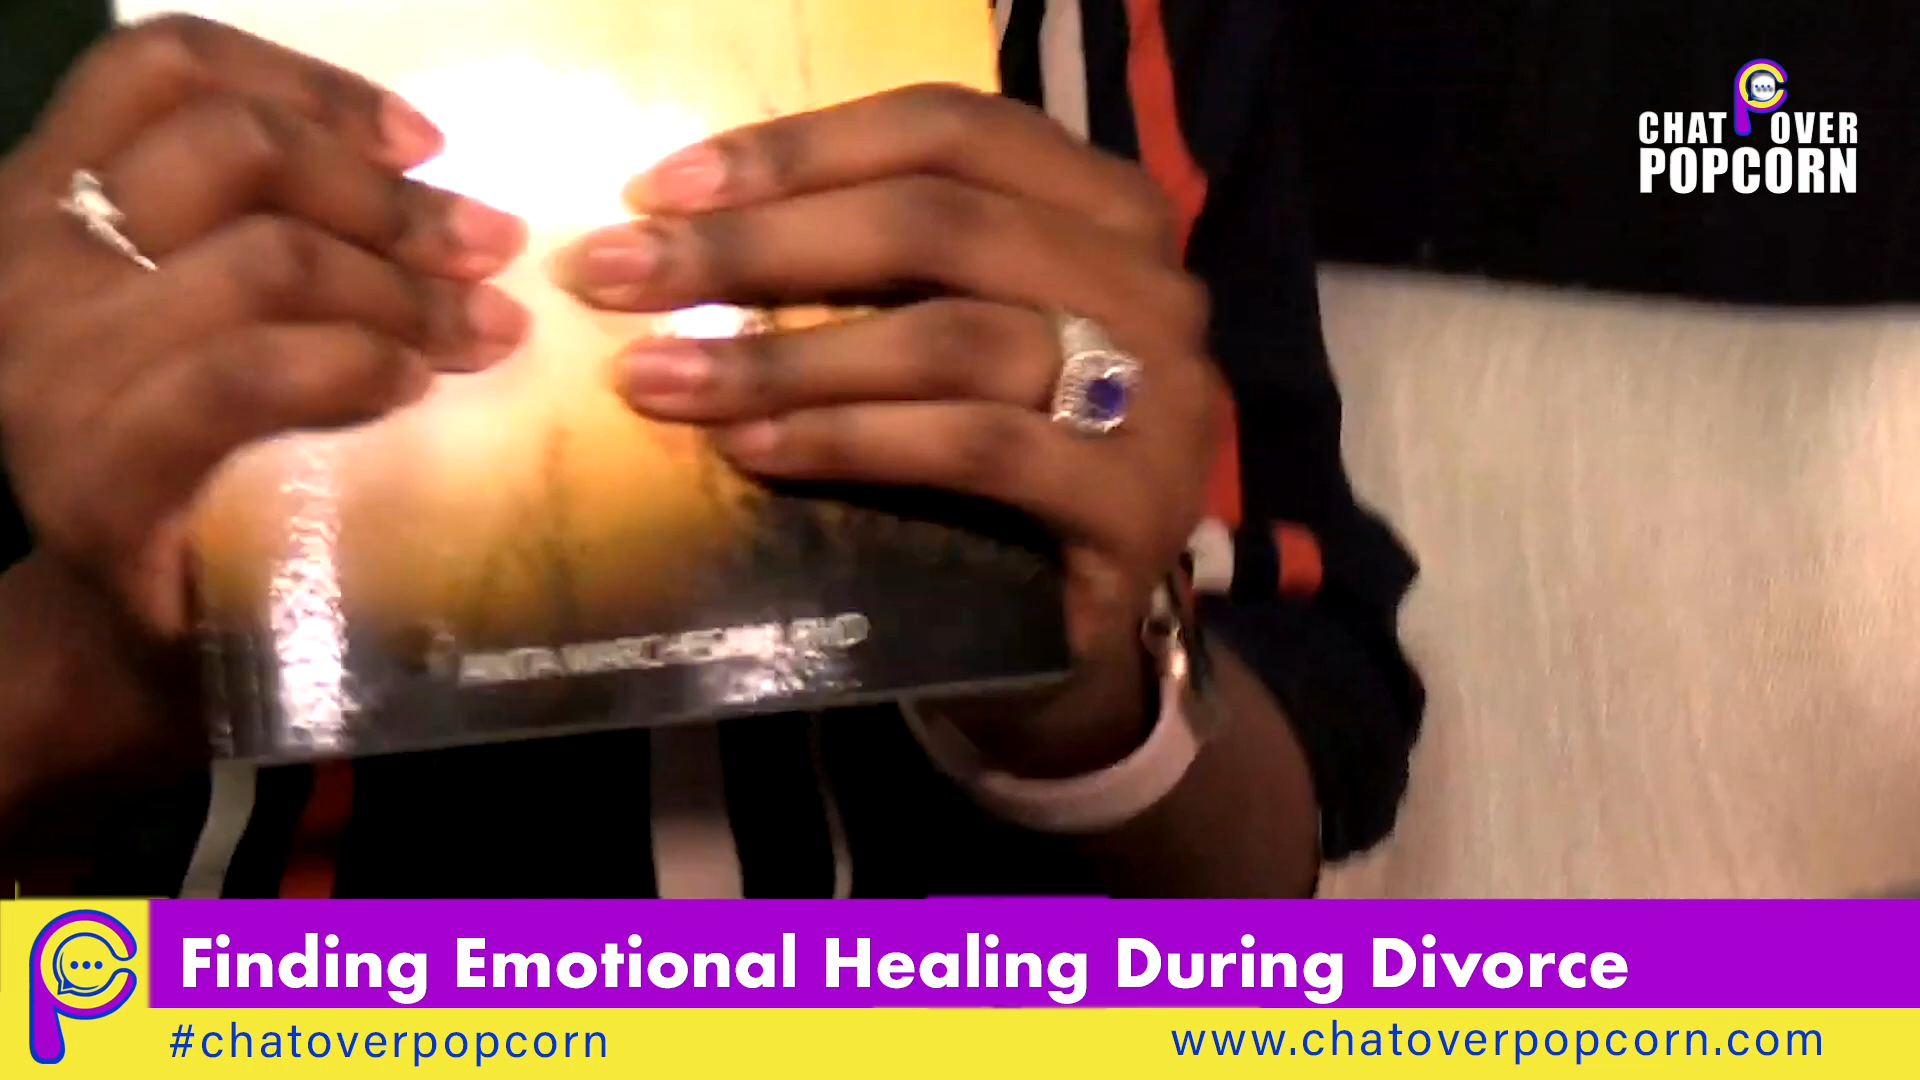 CHAT OVER
POPCORN
Finding Emotional Healing During Divorce
#chatoverpopcorn
www.chatoverpopcorn.com